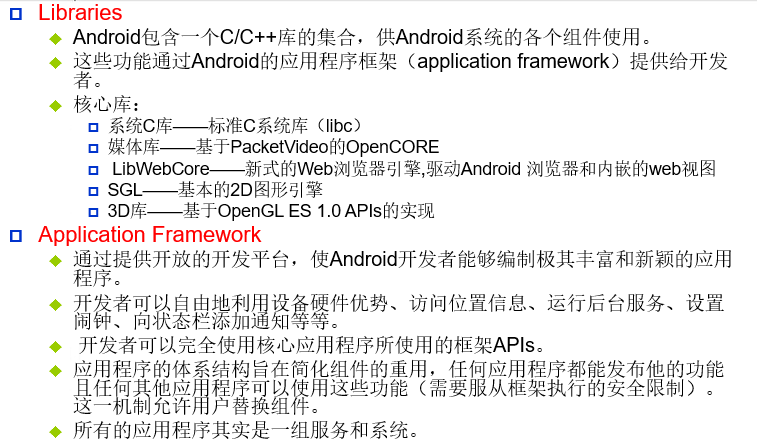 Libraries
Android包含一个C/C++库的集合，供Android系统的各个组件使用。
这些功能通过Android的应用程序框架（application framework）提供给开发
者。
核心库：
系统C库——标准C系统库（libc）
媒体库——基于PacketVideo的OpenCORE
LibWebCore——新式的Web浏览器引擎,驱动Android 浏览器和内嵌的web视图
SGL——基本的2D图形引擎
3D库——基于OpenGL ES 1.0 APIs的实现
Application Framework
通过提供开放的开发平台，使Android开发者能够编制极其丰富和新颖的应用
程序。
开发者可以自由地利用设备硬件优势、访问位置信息、运行后台服务、设置
闹钟、向状态栏添加通知等等。
开发者可以完全使用核心应用程序所使用的框架APIs。
应用程序的体系结构旨在简化组件的重用，任何应用程序都能发布他的功能
且任何其他应用程序可以使用这些功能（需要服从框架执行的安全限制）。
这一机制允许用户替换组件。
所有的应用程序其实是一组服务和系统。